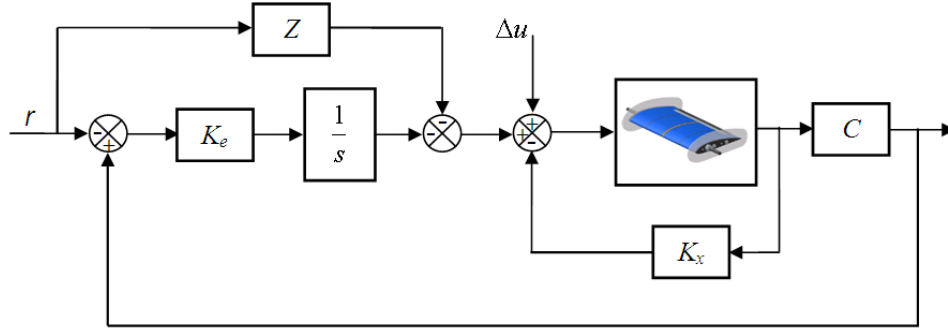 Z
Δu
r
K_e
1/s
C
K_x
- +
- -
+ + -